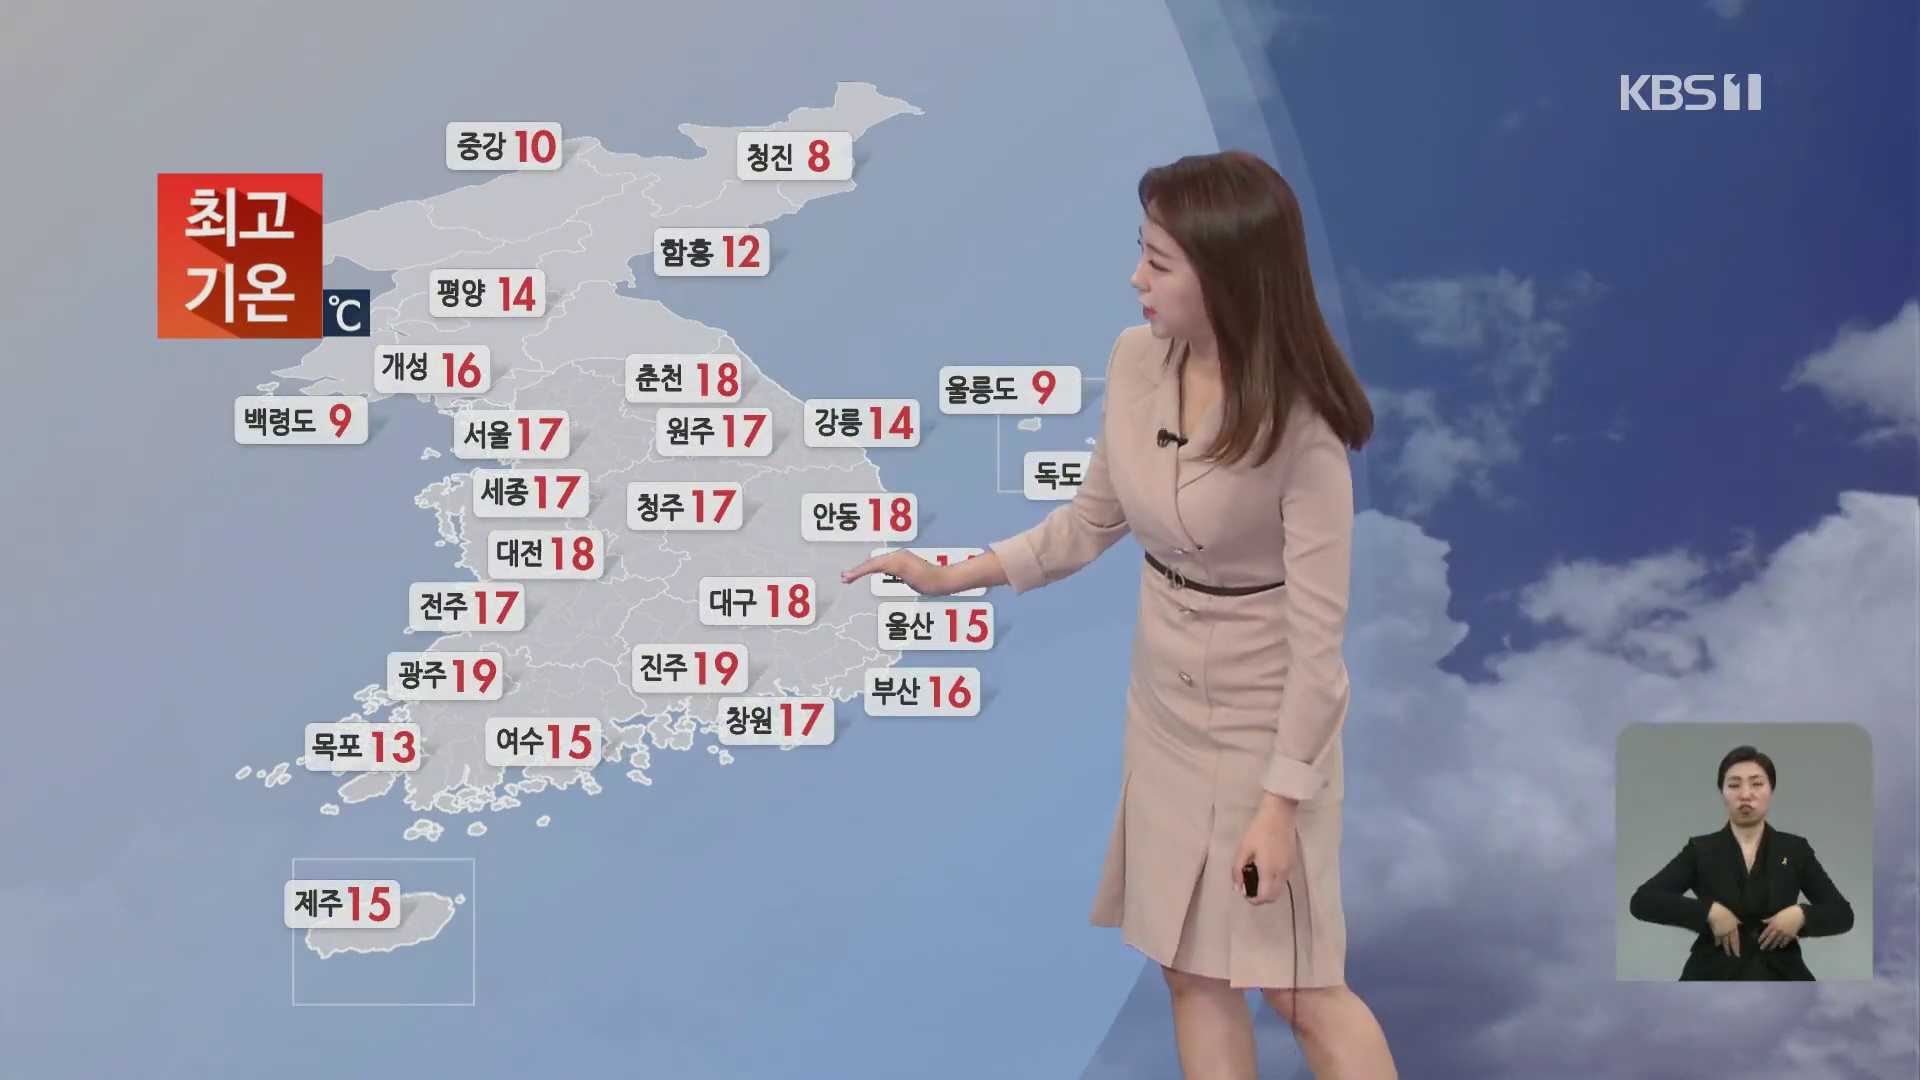 KBS 1
중강 10
청진 8
최고
기온
℃
함흥 12
평양 14
개성 16
춘천 18
울릉도 9
백령도 9
서울 17
원주 17
강릉 14
독도
세종 17
청주 17
안동 18
대전 18
전주 17
대구 18
울산 15
광주 19
진주 19
부산 16
창원 17
목포 13
여수 15
제주 15